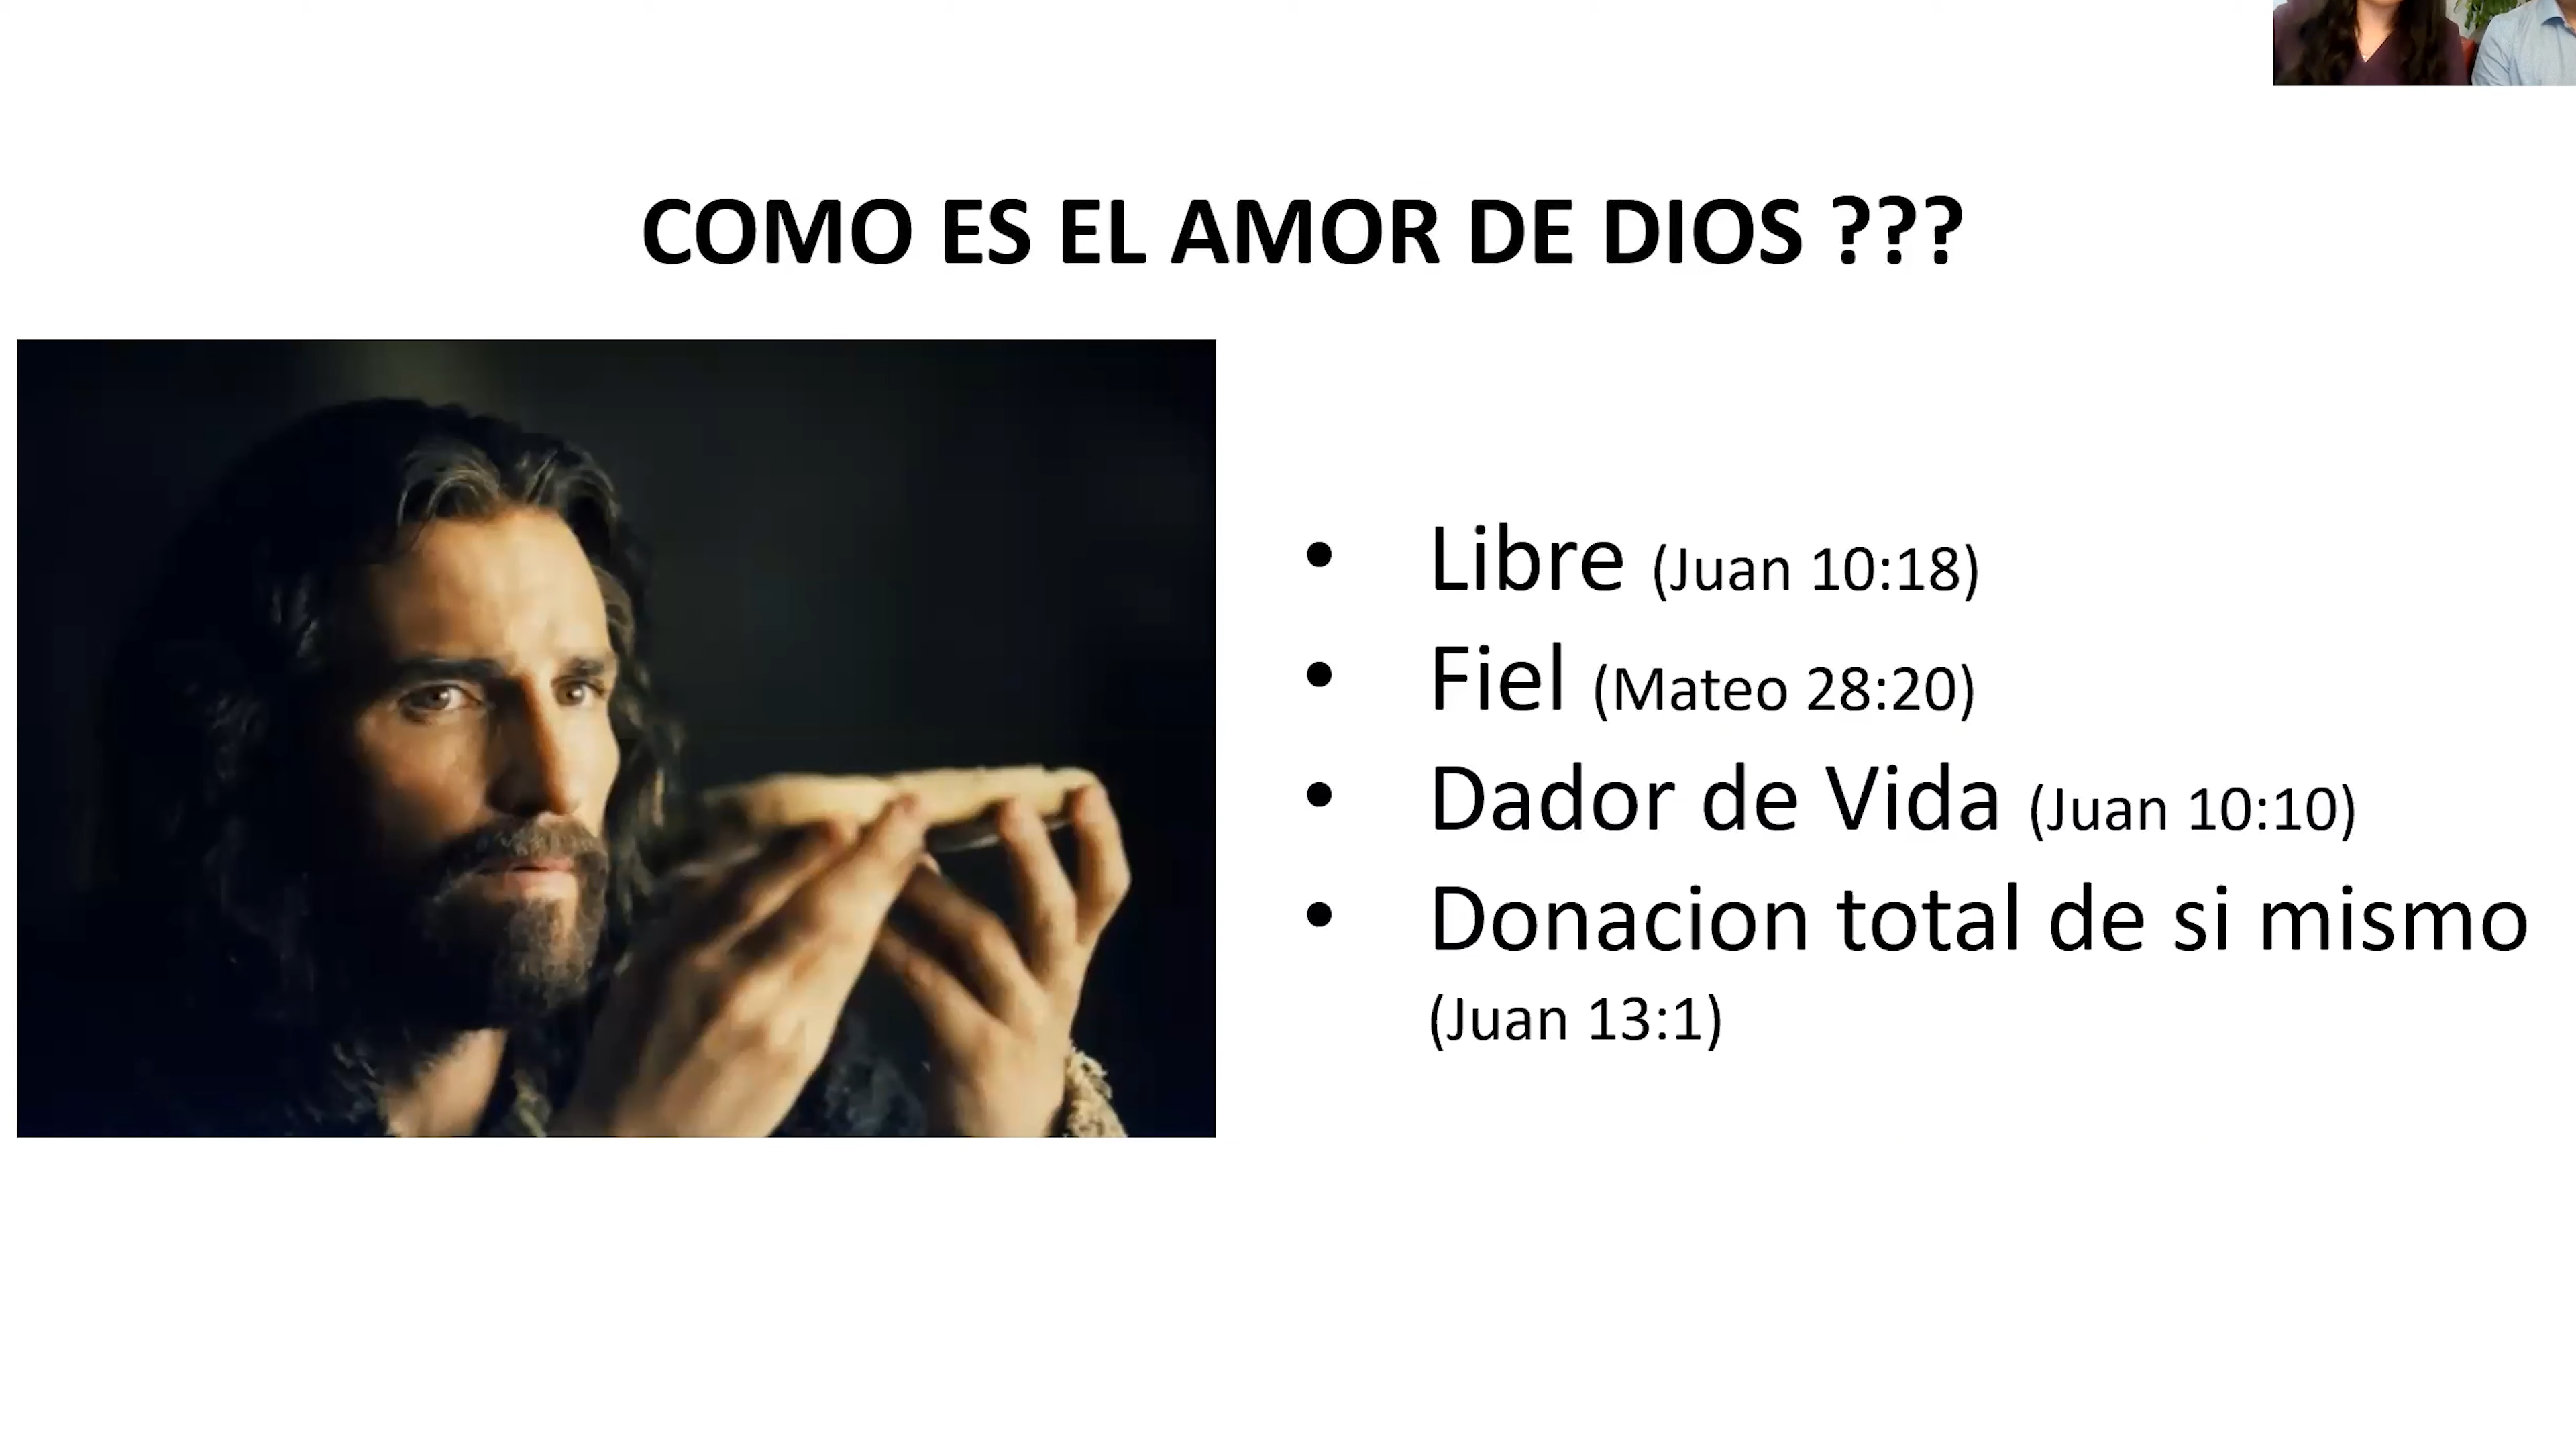 COMO ES EL AMOR DE DIOS ???
• Libre (Juan 10:18)
• Fiel (Mateo 28:20)
• Dador de Vida (Juan 10:10)
• Donacion total de si mismo
(Juan 13:1)